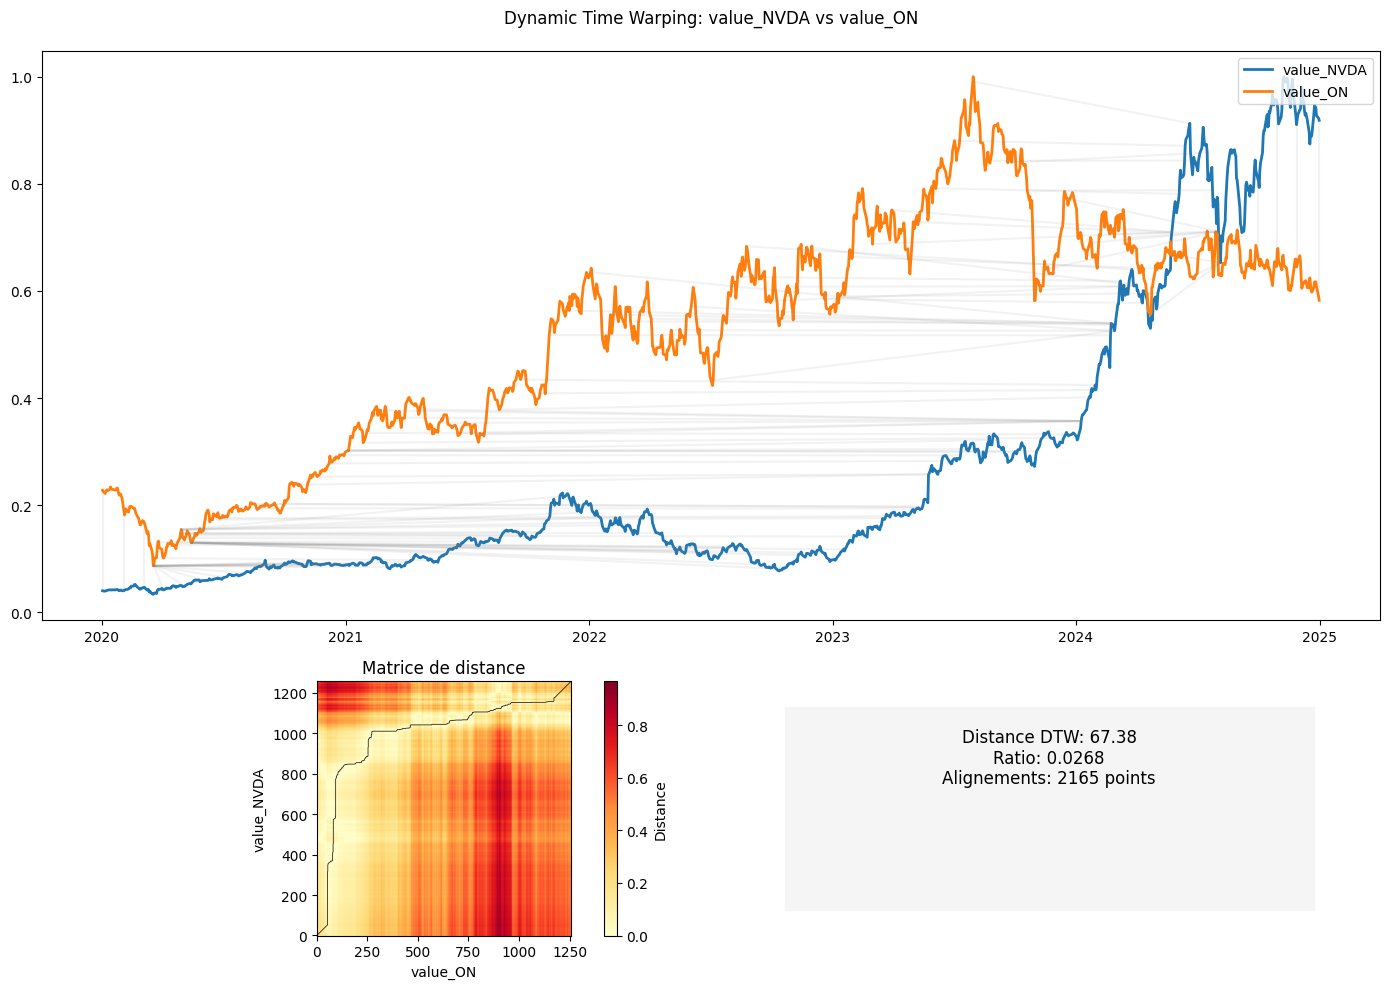 Dynamic Time Warping: value_NVDA vs value_ON
1.0
0.8
0.6
0.4
0.2
0.0
value_NVDA
value_ON
2020 2021 2022 2023 2024 2025
Matrice de distance
1200
1000
800
600
400
200
0
value_NVDA
0 250 500 750 1000 1250
value_ON
0.8
0.6
0.4
0.2
0.0
Distance
Distance DTW: 67.38
Ratio: 0.0268
Alignements: 2165 points